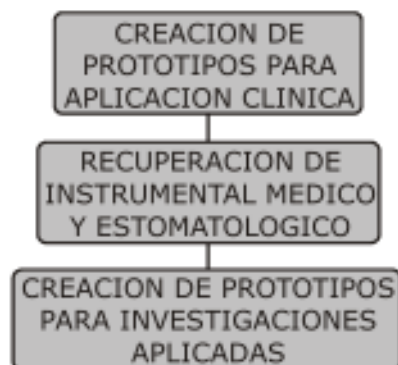 CREACION DE
PROTOTIPOS PARA
APLICACION CLINICA
RECUPERACION DE
INSTRUMENTAL MEDICO
Y ESTOMATOLOGICO
CREACION DE PROTOTIPOS
PARA INVESTIGACIONES
APLICADAS